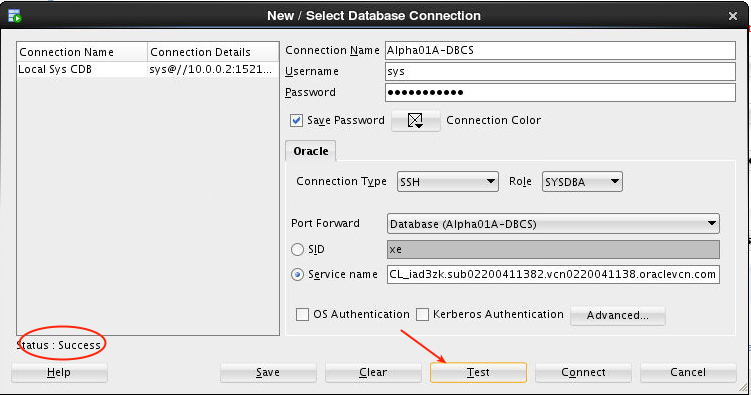 New / Select Database Connection
Connection Name Connection Details
Local Sys CDB sys@//10.0.0.2:1521...
Connection Name Alpha01A-DBCS
Username sys
Password ●●●●●●●●●●●
Save Password Connection Color
Oracle
Connection Type SSH Role SYSDBA
Port Forward Database (Alpha01A-DBCS)
SID xe
Service name CL_iad3zk.sub02200411382.vcn0220041138.oraclevcn.com
OS Authentication Kerberos Authentication Advanced...
Status : Success
Help Save Clear Test Connect Cancel